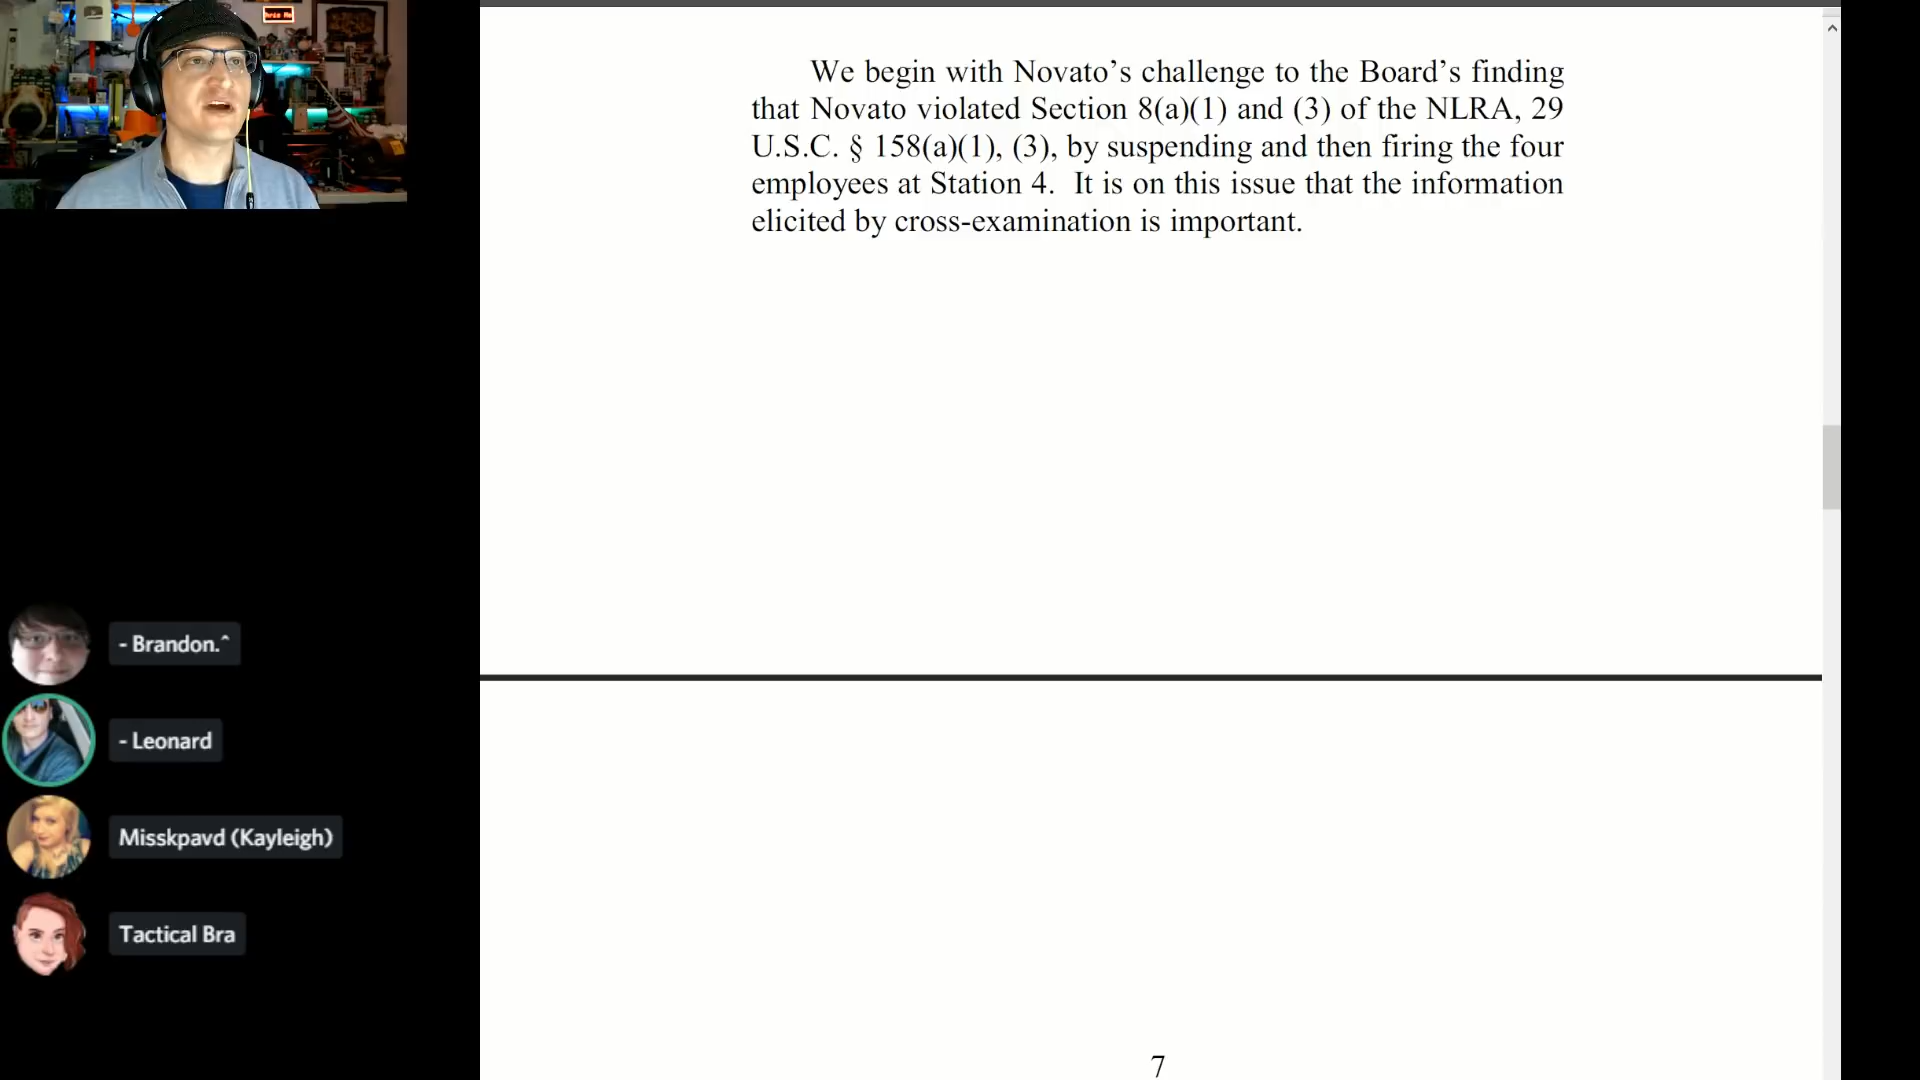 We begin with Novato’s challenge to the Board’s finding
that Novato violated Section 8(a)(1) and (3) of the NLRA, 29
U.S.C. § 158(a)(1), (3), by suspending and then firing the four
employees at Station 4.  It is on this issue that the information
elicited by cross-examination is important.
- Brandon.^
- Leonard
Misskpavd (Kayleigh)
Tactical Bra
7